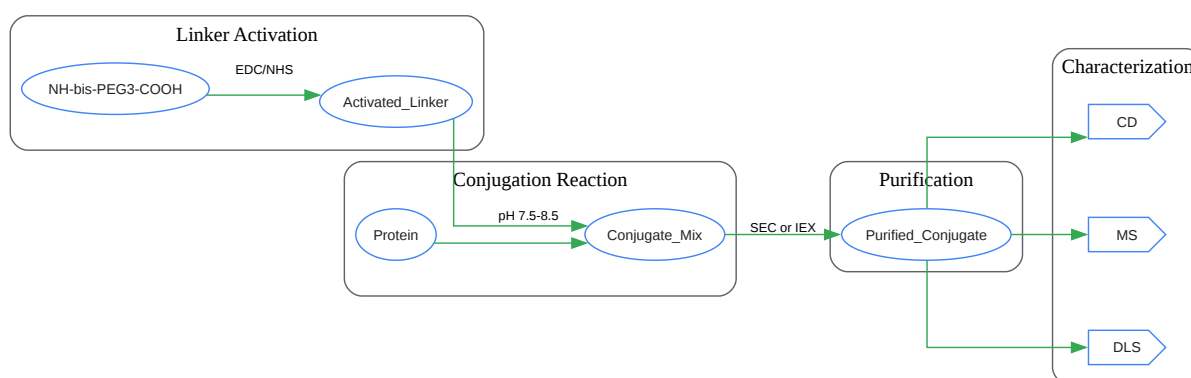 Linker Activation
NH-bis-PEG3-COOH
EDC/NHS
Activated_Linker
Conjugation Reaction
Protein
pH 7.5-8.5
Conjugate_Mix
SEC or IEX
Purification
Purified_Conjugate
Characterization
CD
MS
DLS